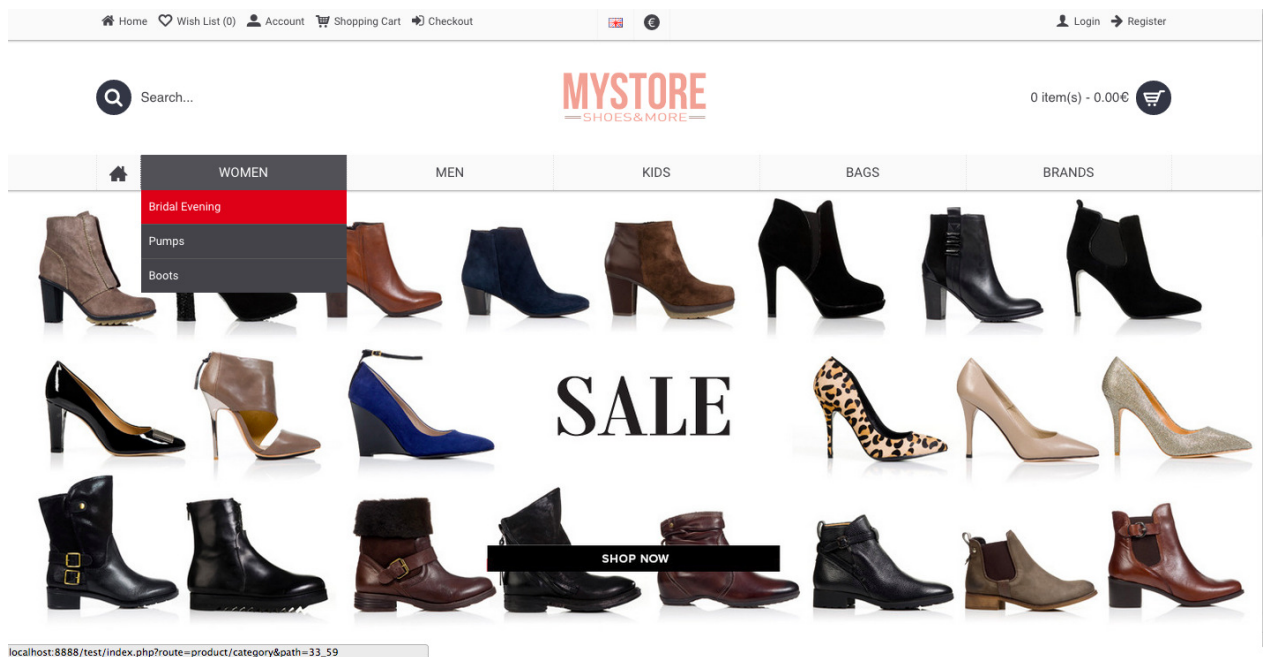 Home Wish List (0) Account Shopping Cart Checkout € Login Register
Search...
MYSTORE
SHOES&MORE
0 item(s) - 0.00€
WOMEN MEN KIDS BAGS BRANDS
Bridal Evening
Pumps
Boots
SALE
SHOP NOW
localhost:8888/test/index.php?route=product/category&path=33_59